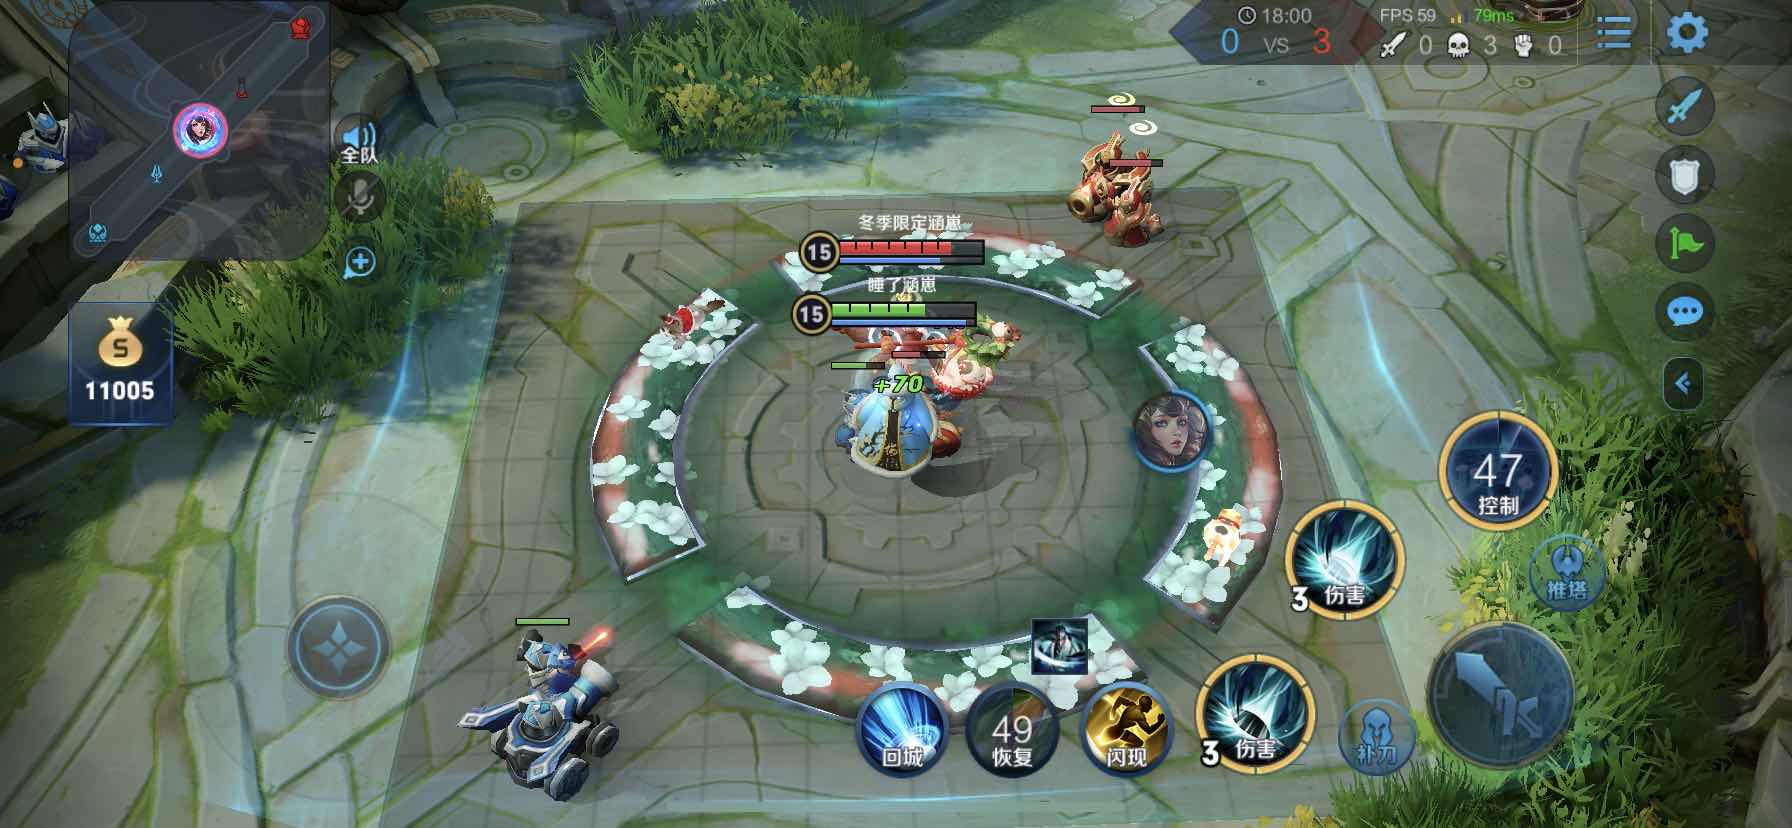 18:00
FPS 59
79ms
0 VS 3
0
3
0
全队
S
11005
冬季限定涵崽
15
睡了涵崽
15
+70
47
控制
3 伤害
推塔
3 伤害
补刀
回城
49
恢复
闪现